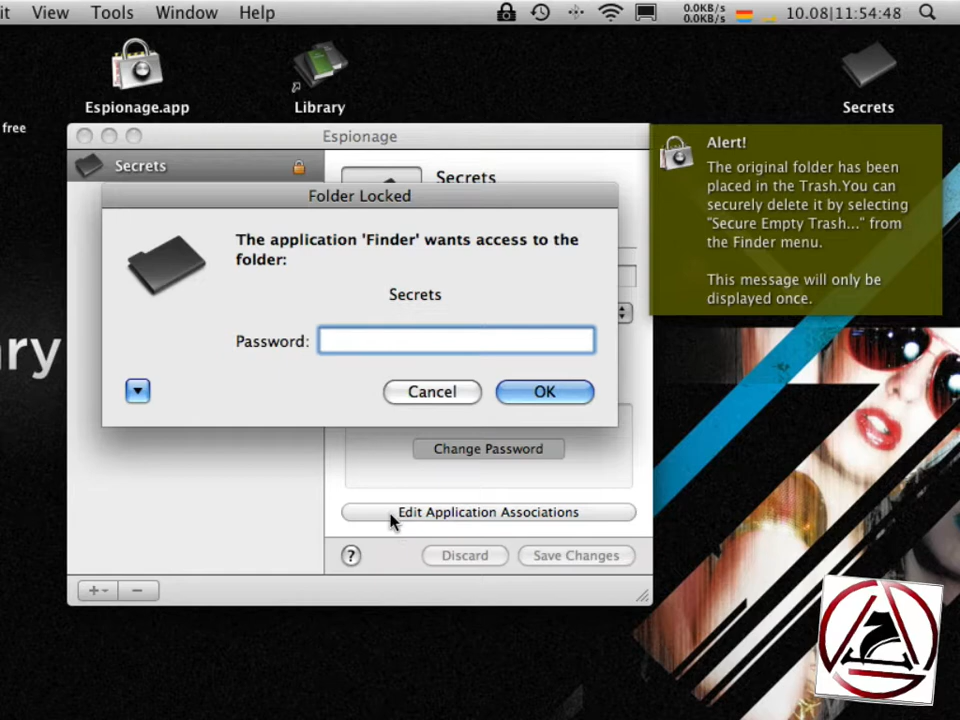 it View Tools Window Help 0.0KB/s 10.08|11:54:48
0.0KB/s
Espionage.app
Library
Secrets
free
Espionage
Secrets
Secrets
Alert!
The original folder has been
placed in the Trash.You can
securely delete it by selecting
"Secure Empty Trash..." from
the Finder menu.
This message will only be
displayed once.
Folder Locked
The application 'Finder' wants access to the
folder:
Secrets
Password:
Cancel
OK
ary
Change Password
Edit Application Associations
?
Discard
Save Changes